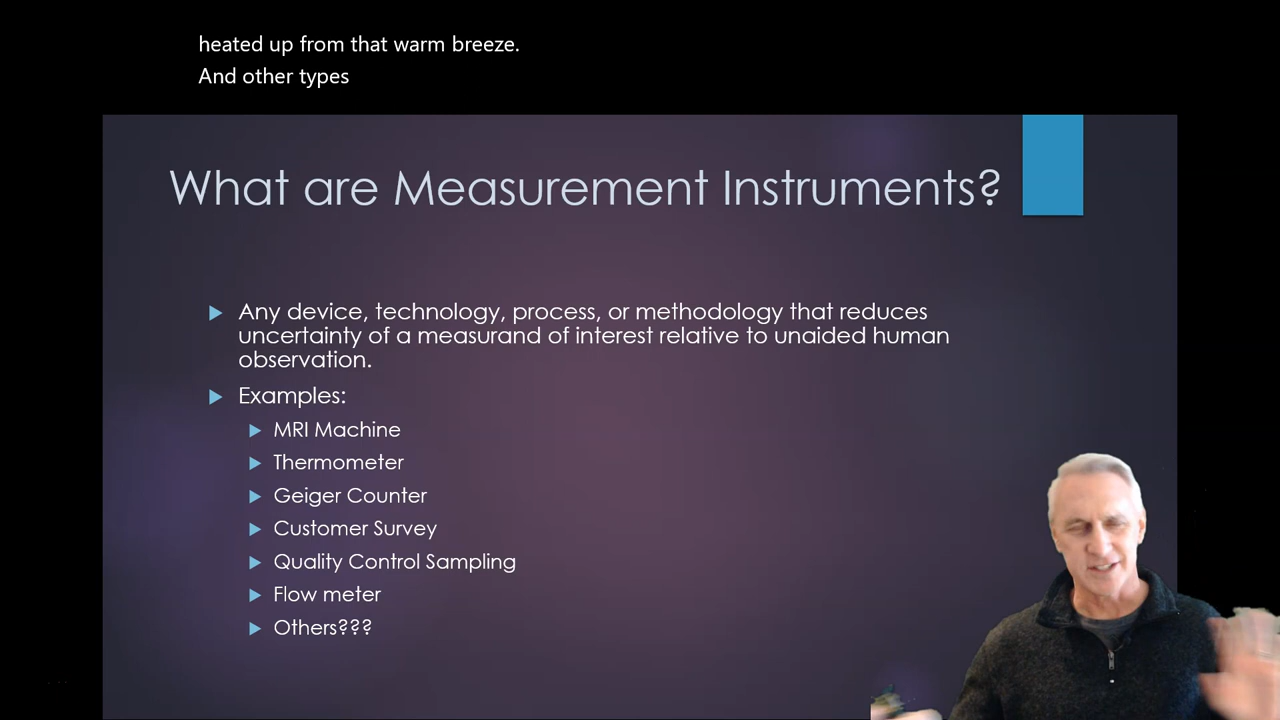 heated up from that warm breeze.
And other types
What are Measurement Instruments?
Any device, technology, process, or methodology that reduces
uncertainty of a measurand of interest relative to unaided human
observation.
Examples:
MRI Machine
Thermometer
Geiger Counter
Customer Survey
Quality Control Sampling
Flow meter
Others???